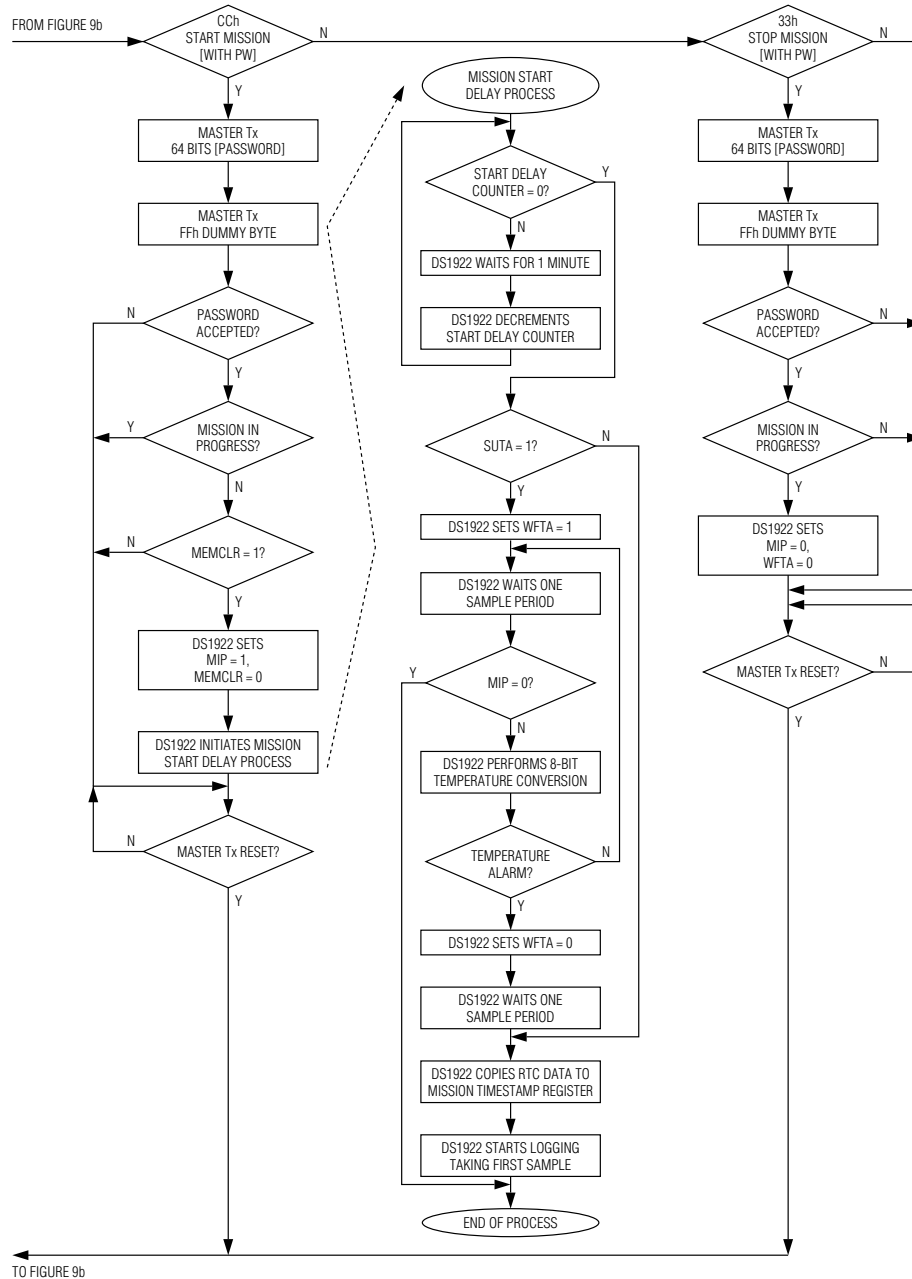 FROM FIGURE 9b
CCh
START MISSION
[WITH PW]
N
Y
MASTER Tx
64 BITS [PASSWORD]
MASTER Tx
FFh DUMMY BYTE
N
PASSWORD
ACCEPTED?
Y
Y
MISSION IN
PROGRESS?
N
N
MEMCLR = 1?
Y
DS1922 SETS
MIP = 1,
MEMCLR = 0
DS1922 INITIATES MISSION
START DELAY PROCESS
N
MASTER Tx RESET?
Y
MISSION START
DELAY PROCESS
START DELAY
COUNTER = 0?
Y
N
DS1922 WAITS FOR 1 MINUTE
DS1922 DECREMENTS
START DELAY COUNTER
SUTA = 1?
N
Y
DS1922 SETS WFTA = 1
DS1922 WAITS ONE
SAMPLE PERIOD
Y
MIP = 0?
N
DS1922 PERFORMS 8-BIT
TEMPERATURE CONVERSION
TEMPERATURE
ALARM?
N
Y
DS1922 SETS WFTA = 0
DS1922 WAITS ONE
SAMPLE PERIOD
DS1922 COPIES RTC DATA TO
MISSION TIMESTAMP REGISTER
DS1922 STARTS LOGGING
TAKING FIRST SAMPLE
END OF PROCESS
33h
STOP MISSION
[WITH PW]
N
Y
MASTER Tx
64 BITS [PASSWORD]
MASTER Tx
FFh DUMMY BYTE
PASSWORD
ACCEPTED?
N
Y
MISSION IN
PROGRESS?
N
Y
DS1922 SETS
MIP = 0,
WFTA = 0
MASTER Tx RESET?
N
Y
TO FIGURE 9b